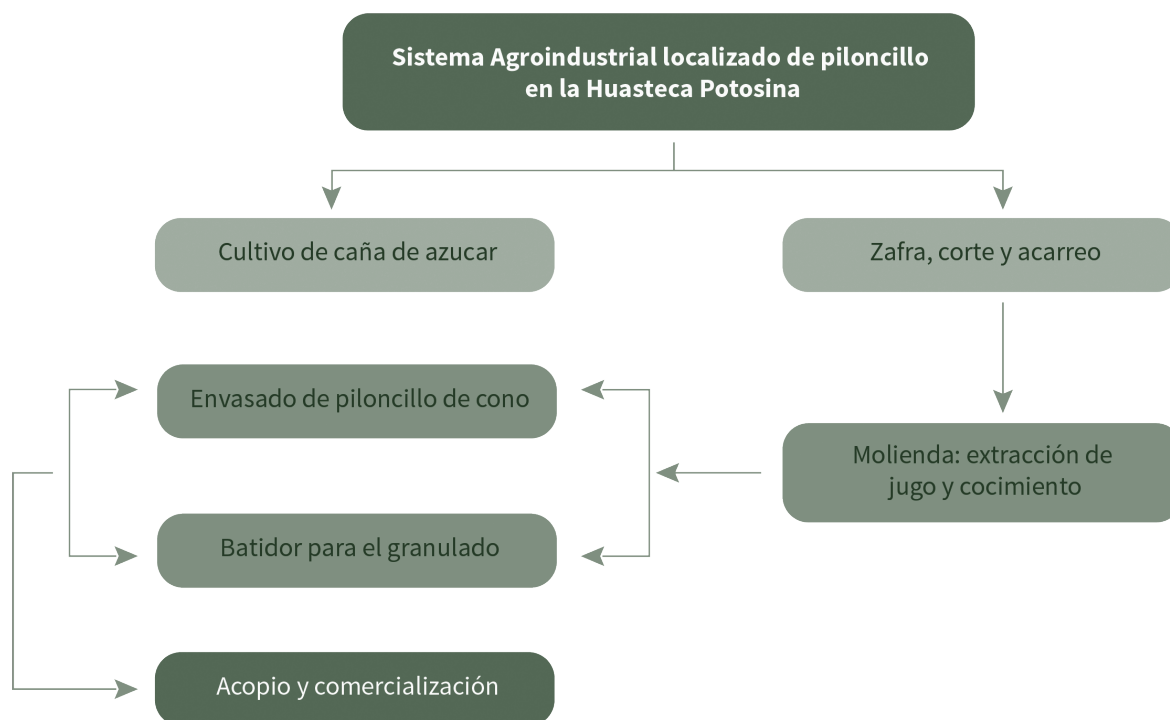 Sistema Agroindustrial localizado de piloncillo
en la Huasteca Potosina
Cultivo de caña de azucar
Zafra, corte y acarreo
Envasado de piloncillo de cono
Molienda: extracción de
jugo y cocimiento
Batidor para el granulado
Acopio y comercialización